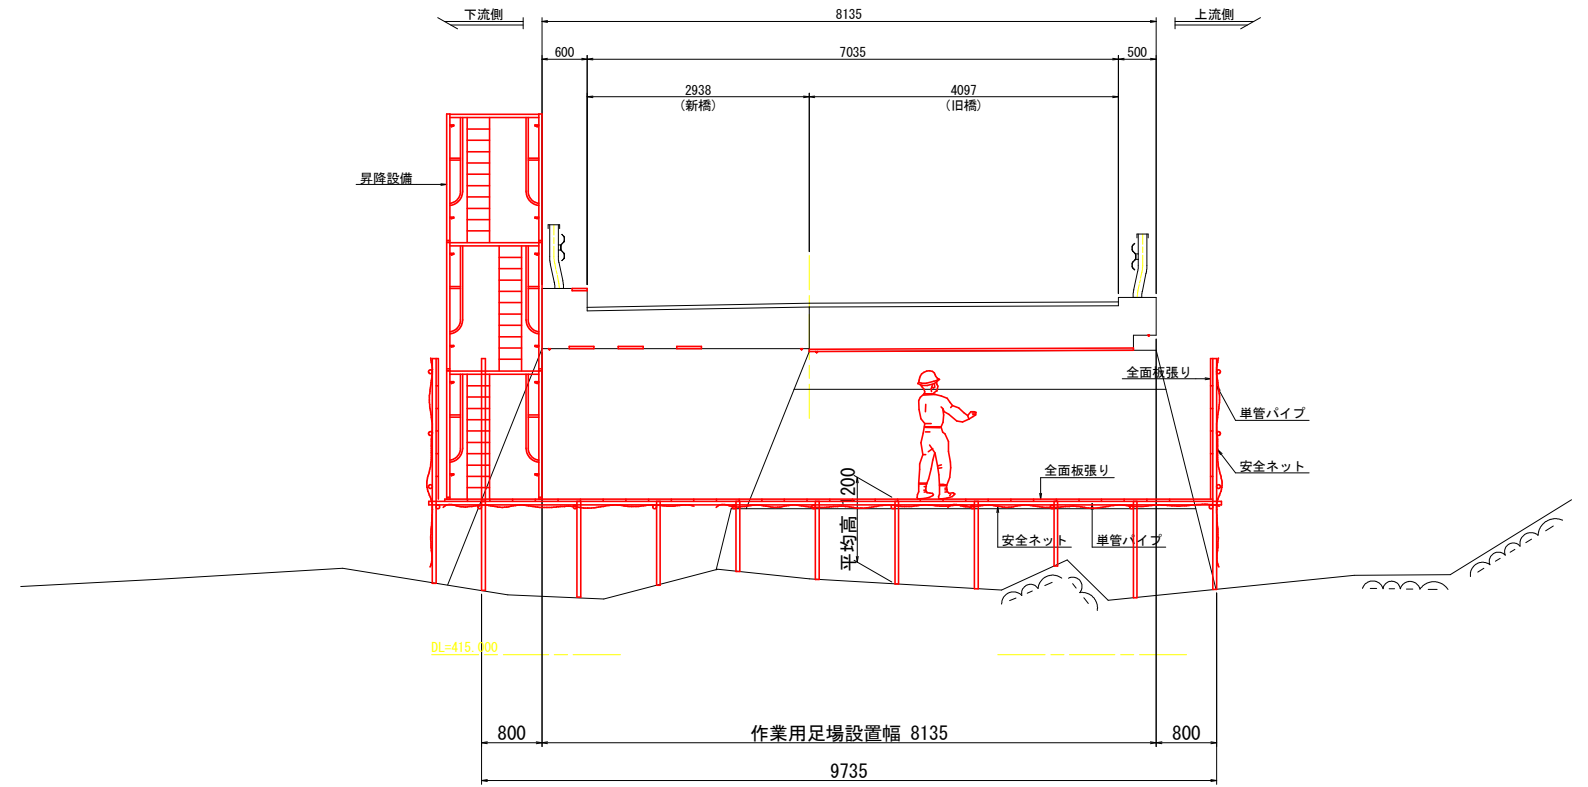 下流側
8135
上流側
600
7035
500
2938
(新橋)
4097
(旧橋)
昇降設備
全面板張り
単管パイプ
安全ネット
全面板張り
平均高 1200
安全ネット
単管パイプ
DL=415.000
800
作業用足場設置幅 8135
800
9735